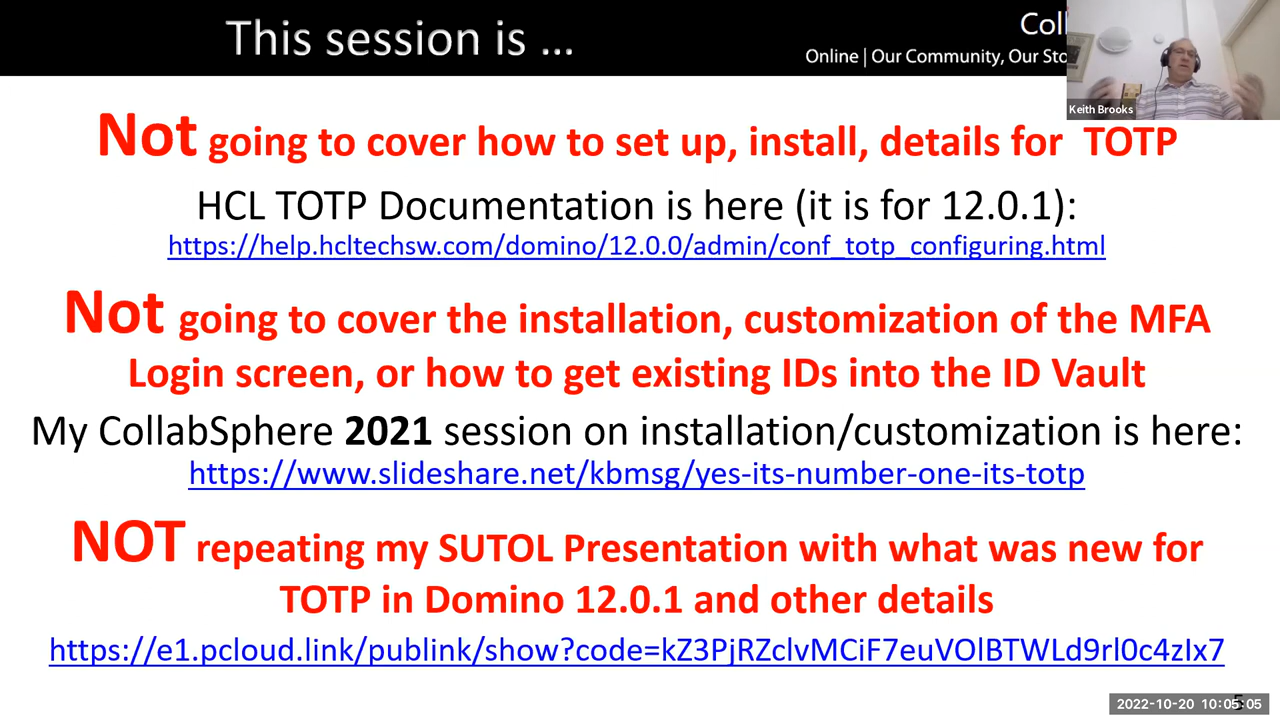 This session is ...
Coll
Online | Our Community, Our Sto
Keith Brooks
Not going to cover how to set up, install, details for TOTP
HCL TOTP Documentation is here (it is for 12.0.1):
https://help.hcltechsw.com/domino/12.0.0/admin/conf_totp_configuring.html
Not going to cover the installation, customization of the MFA
Login screen, or how to get existing IDs into the ID Vault
My CollabSphere 2021 session on installation/customization is here:
https://www.slideshare.net/kbmsg/yes-its-number-one-its-totp
NOT repeating my SUTOL Presentation with what was new for
TOTP in Domino 12.0.1 and other details
https://e1.pcloud.link/publink/show?code=kZ3PjRZclvMCiF7euVOlBTWLd9rl0c4zIx7
2022-10-20 10:05:05
5